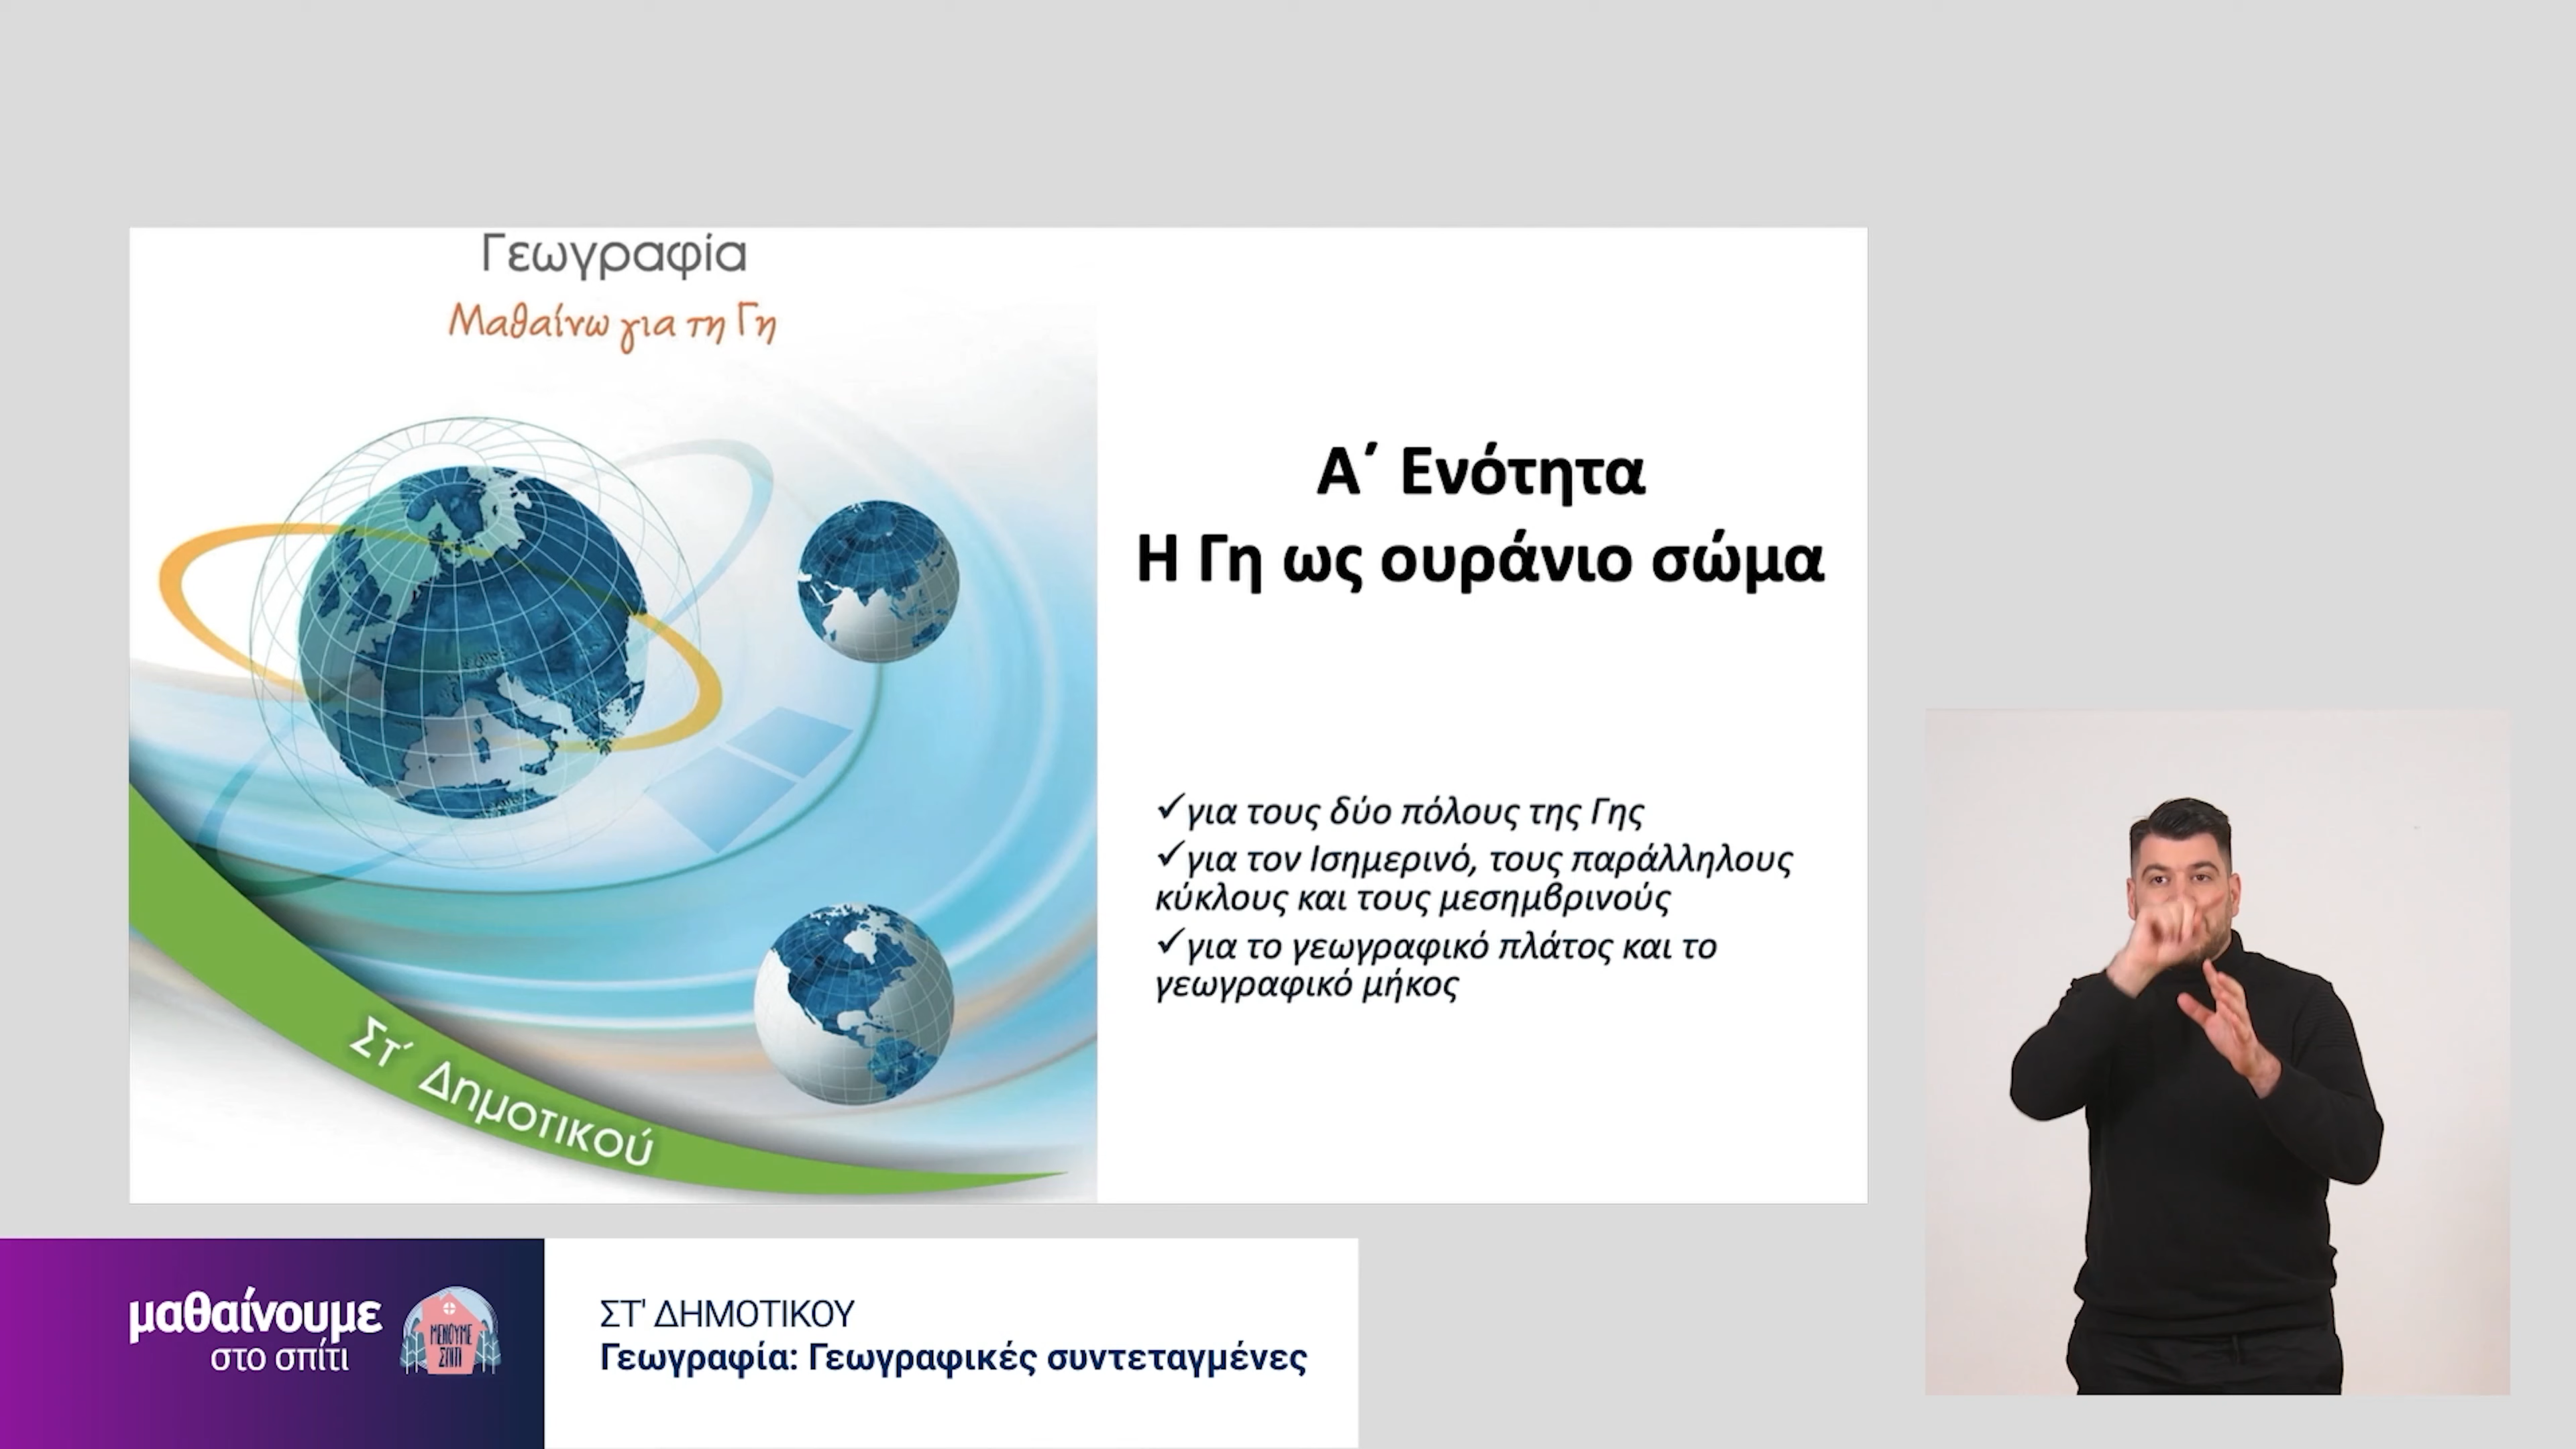 Γεωγραφία
Μαθαίνω για τη Γη
Στ΄ Δημοτικού
Α΄ Ενότητα
Η Γη ως ουράνιο σώμα
✓για τους δύο πόλους της Γης
✓για τον Ισημερινό, τους παράλληλους
κύκλους και τους μεσημβρινούς
✓για το γεωγραφικό πλάτος και το
γεωγραφικό μήκος
μαθαίνουμε
στο σπίτι
ΜΕΝΟΥΜΕ
ΣΠΙΤΙ
ΣΤ' ΔΗΜΟΤΙΚΟΥ
Γεωγραφία: Γεωγραφικές συντεταγμένες